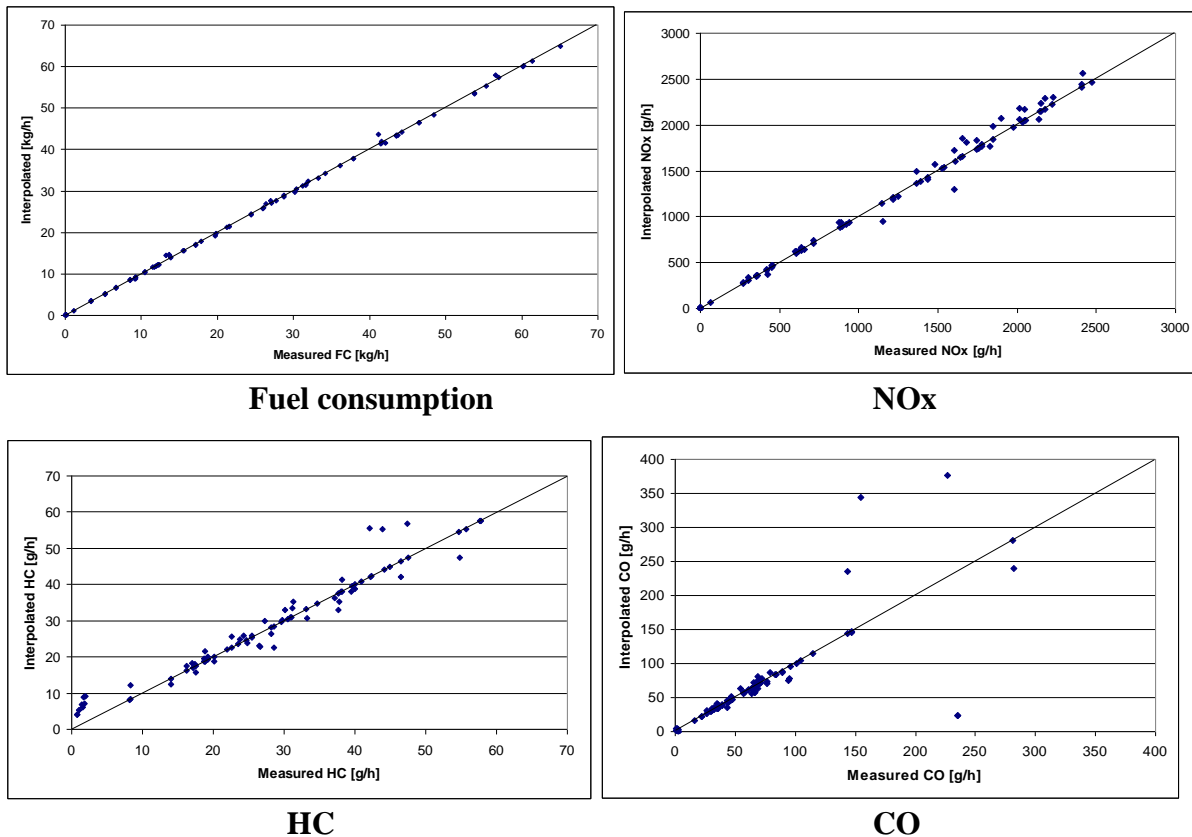 70
60
50
40
30
20
10
0
Interpolated [kg/h]
0 10 20 30 40 50 60 70
Measured FC [kg/h]
Fuel consumption
3000
2500
2000
1500
1000
500
0
Interpolated NOx [g/h]
0 500 1000 1500 2000 2500 3000
Measured NOx [g/h]
NOx
70
60
50
40
30
20
10
0
Interpolated HC [g/h]
0 10 20 30 40 50 60 70
Measured HC [g/h]
HC
400
350
300
250
200
150
100
50
0
Interpolated CO [g/h]
0 50 100 150 200 250 300 350 400
Measured CO [g/h]
CO